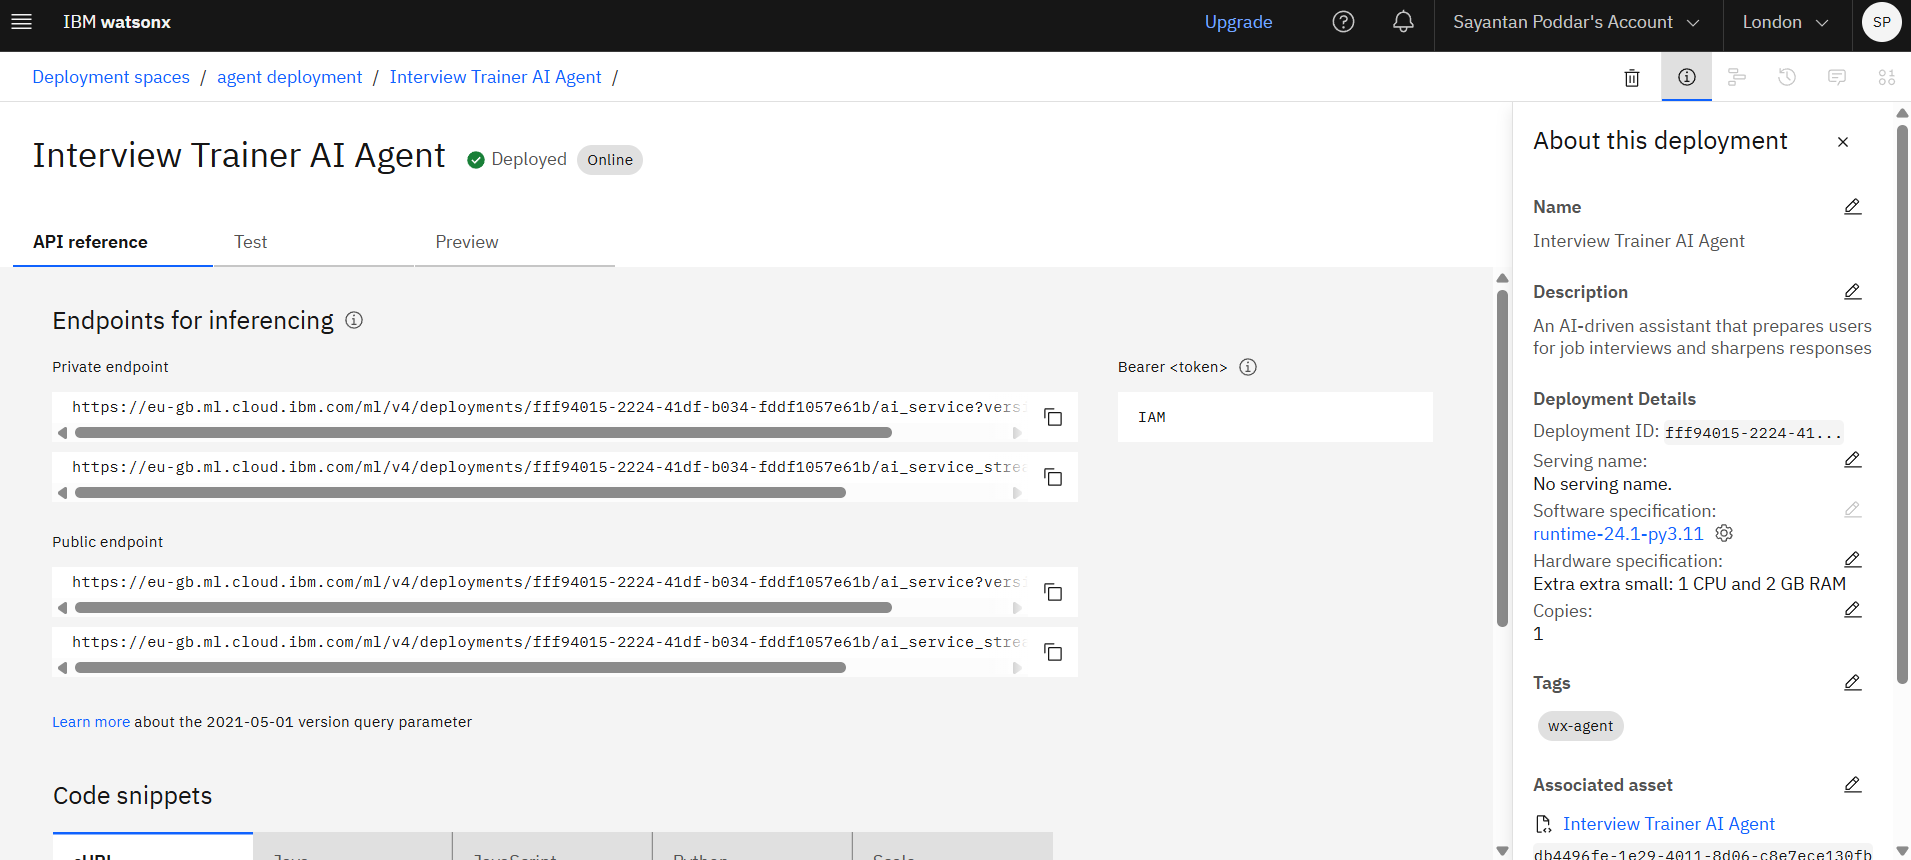 IBM watsonx
Upgrade
Sayantan Poddar's Account
London
SP
Deployment spaces / agent deployment / Interview Trainer AI Agent /
Interview Trainer AI Agent
Deployed
Online
API reference
Test
Preview
Endpoints for inferencing
Private endpoint
https://eu-gb.ml.cloud.ibm.com/ml/v4/deployments/fff94015-2224-41df-b034-fddf1057e61b/ai_service?versi
https://eu-gb.ml.cloud.ibm.com/ml/v4/deployments/fff94015-2224-41df-b034-fddf1057e61b/ai_service_strea
Bearer <token>
IAM
Public endpoint
https://eu-gb.ml.cloud.ibm.com/ml/v4/deployments/fff94015-2224-41df-b034-fddf1057e61b/ai_service?versi
https://eu-gb.ml.cloud.ibm.com/ml/v4/deployments/fff94015-2224-41df-b034-fddf1057e61b/ai_service_strea
Learn more about the 2021-05-01 version query parameter
Code snippets
cURL
Java
JavaScript
Python
Scala
About this deployment
Name
Interview Trainer AI Agent
Description
An AI-driven assistant that prepares users
for job interviews and sharpens responses
Deployment Details
Deployment ID: fff94015-2224-41...
Serving name:
No serving name.
Software specification:
runtime-24.1-py3.11
Hardware specification:
Extra extra small: 1 CPU and 2 GB RAM
Copies:
1
Tags
wx-agent
Associated asset
Interview Trainer AI Agent
db4496fe-1e29-4011-8d06-c8e7ece130fb